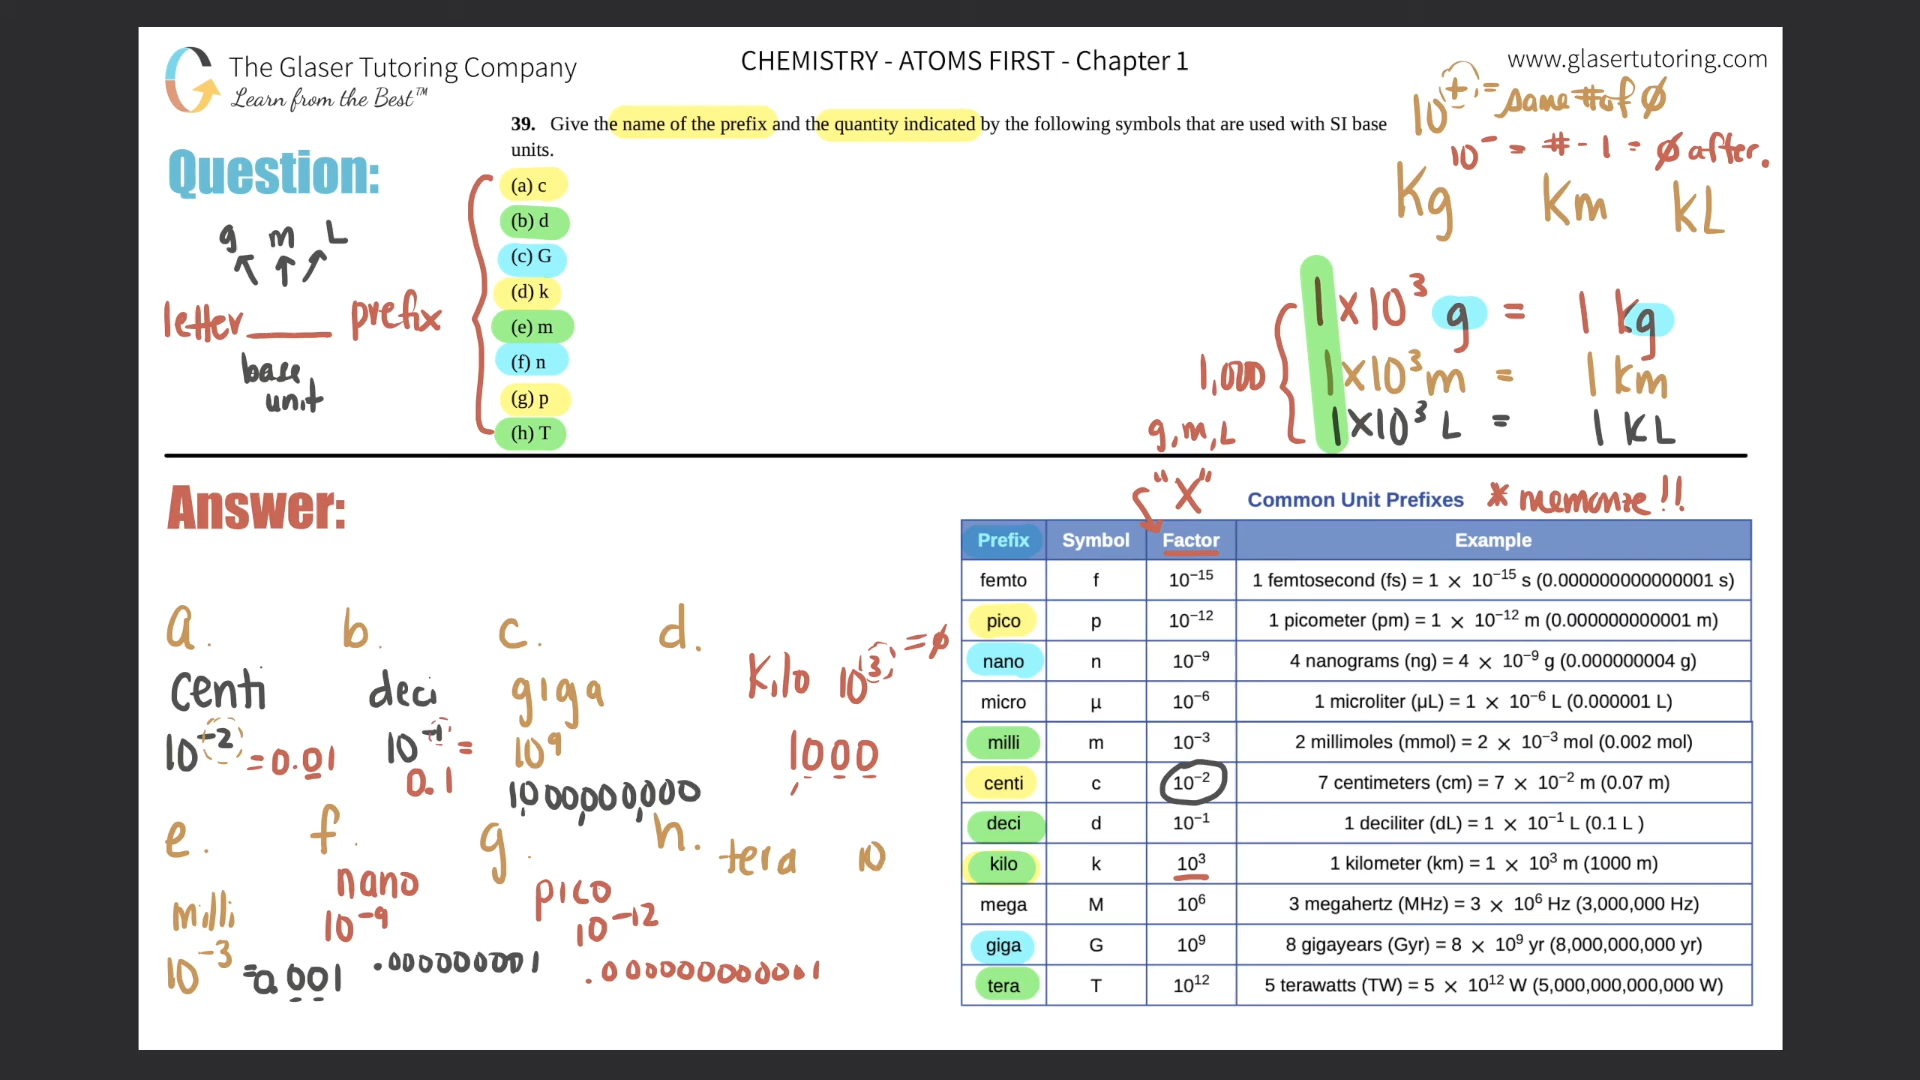 The Glaser Tutoring Company
Learn from the Best™
CHEMISTRY - ATOMS FIRST - Chapter 1
www.glasertutoring.com
10⁺ = same # of 0
10⁻ = # - 1 = 0 after.
39. Give the name of the prefix and the quantity indicated by the following symbols that are used with SI base
units.
Question:
(a) c
(b) d
(c) G
(d) k
(e) m
(f) n
(g) p
(h) T
g m L
letter ____ prefix
base
unit
Kg Km KL
1 x 10³ g = 1 kg
1 x 10³ m = 1 km
1 x 10³ L = 1 KL
1,000
g, m, L
"X"
Answer:
a. b. c. d.
centi
10⁻² = 0.01
deci
10⁻¹ =
0.1
giga
10⁹
1000000000
Kilo 10³ = 0
1000
e. f. g. h.
milli
10⁻³ = 0.001
nano
10⁻⁹
.000000001
pico
10⁻¹²
.000000000001
tera 10
Common Unit Prefixes * memorize!!
Prefix Symbol Factor Example
femto f 10⁻¹⁵ 1 femtosecond (fs) = 1 × 10⁻¹⁵ s (0.000000000000001 s)
pico p 10⁻¹² 1 picometer (pm) = 1 × 10⁻¹² m (0.000000000001 m)
nano n 10⁻⁹ 4 nanograms (ng) = 4 × 10⁻⁹ g (0.000000004 g)
micro µ 10⁻⁶ 1 microliter (µL) = 1 × 10⁻⁶ L (0.000001 L)
milli m 10⁻³ 2 millimoles (mmol) = 2 × 10⁻³ mol (0.002 mol)
centi c 10⁻² 7 centimeters (cm) = 7 × 10⁻² m (0.07 m)
deci d 10⁻¹ 1 deciliter (dL) = 1 × 10⁻¹ L (0.1 L )
kilo k 10³ 1 kilometer (km) = 1 × 10³ m (1000 m)
mega M 10⁶ 3 megahertz (MHz) = 3 × 10⁶ Hz (3,000,000 Hz)
giga G 10⁹ 8 gigayears (Gyr) = 8 × 10⁹ yr (8,000,000,000 yr)
tera T 10¹² 5 terawatts (TW) = 5 × 10¹² W (5,000,000,000,000 W)